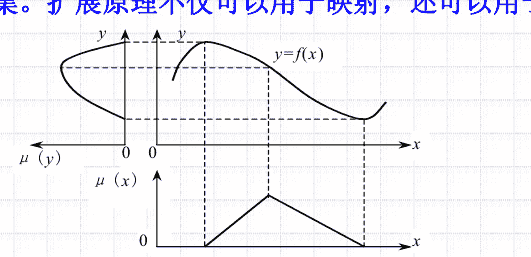 集。扩展原理不仅可以用于映射，还可以用于
y y
y=f(x)
μ（y） 0 0 x
μ（x）
0 x